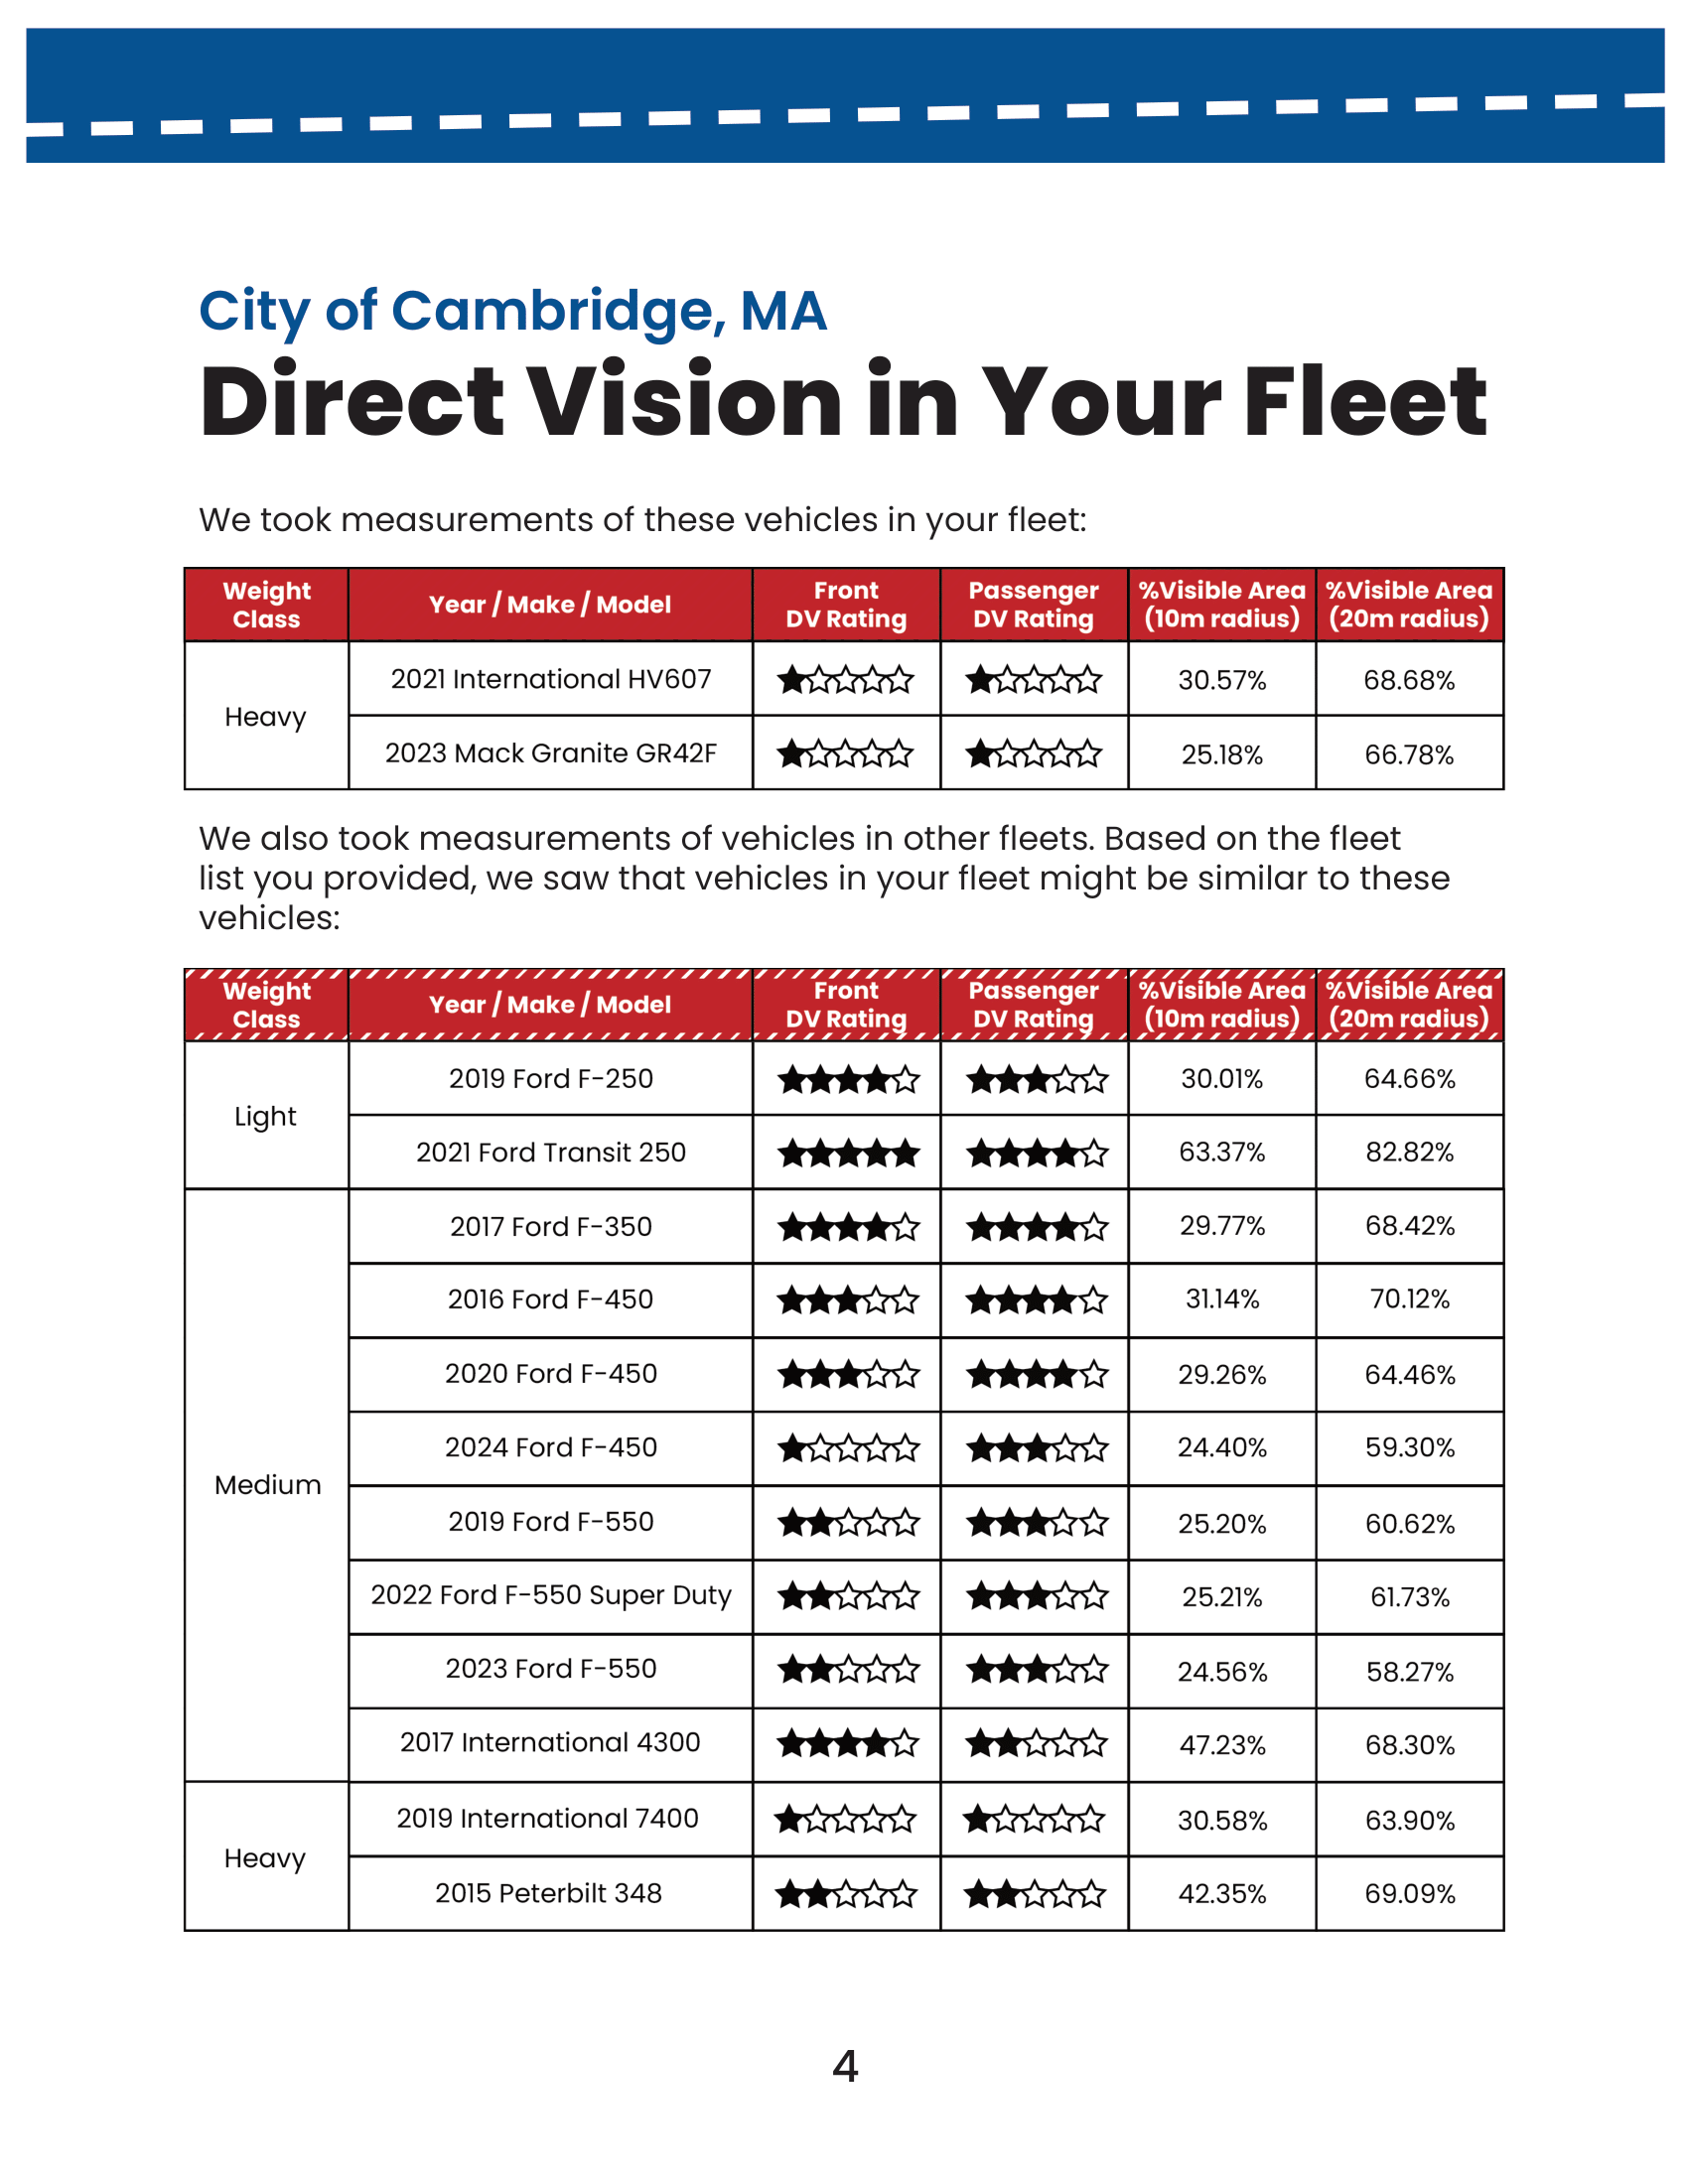 City of Cambridge, MA
Direct Vision in Your Fleet
We took measurements of these vehicles in your fleet:
Weight Class | Year / Make / Model | Front DV Rating | Passenger DV Rating | %Visible Area (10m radius) | %Visible Area (20m radius)
Heavy | 2021 International HV607 | ★☆☆☆☆ | ★☆☆☆☆ | 30.57% | 68.68%
2023 Mack Granite GR42F | ★☆☆☆☆ | ★☆☆☆☆ | 25.18% | 66.78%
We also took measurements of vehicles in other fleets. Based on the fleet
list you provided, we saw that vehicles in your fleet might be similar to these
vehicles:
Weight Class | Year / Make / Model | Front DV Rating | Passenger DV Rating | %Visible Area (10m radius) | %Visible Area (20m radius)
Light | 2019 Ford F-250 | ★★★★☆ | ★★★☆☆ | 30.01% | 64.66%
2021 Ford Transit 250 | ★★★★★ | ★★★★☆ | 63.37% | 82.82%
Medium | 2017 Ford F-350 | ★★★★☆ | ★★★★☆ | 29.77% | 68.42%
2016 Ford F-450 | ★★★☆☆ | ★★★★☆ | 31.14% | 70.12%
2020 Ford F-450 | ★★★☆☆ | ★★★★☆ | 29.26% | 64.46%
2024 Ford F-450 | ★☆☆☆☆ | ★★★☆☆ | 24.40% | 59.30%
2019 Ford F-550 | ★★☆☆☆ | ★★★☆☆ | 25.20% | 60.62%
2022 Ford F-550 Super Duty | ★★☆☆☆ | ★★★☆☆ | 25.21% | 61.73%
2023 Ford F-550 | ★★☆☆☆ | ★★★☆☆ | 24.56% | 58.27%
2017 International 4300 | ★★★★☆ | ★★☆☆☆ | 47.23% | 68.30%
Heavy | 2019 International 7400 | ★☆☆☆☆ | ★☆☆☆☆ | 30.58% | 63.90%
2015 Peterbilt 348 | ★★☆☆☆ | ★★☆☆☆ | 42.35% | 69.09%
4